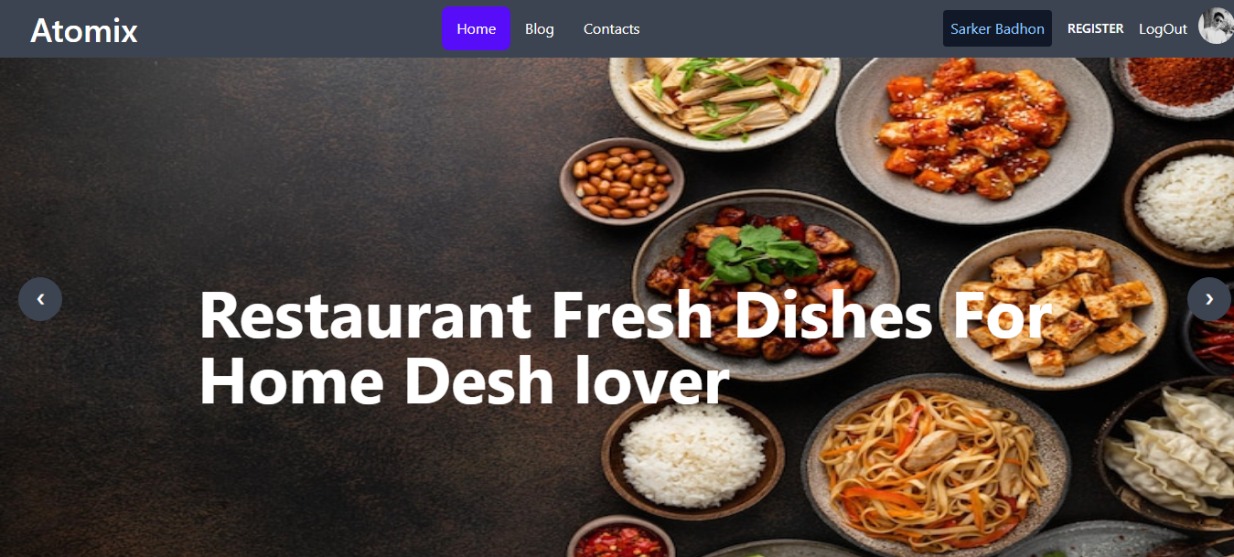 Atomix
Home
Blog
Contacts
Sarker Badhon
REGISTER
LogOut
Restaurant Fresh Dishes For
Home Desh lover